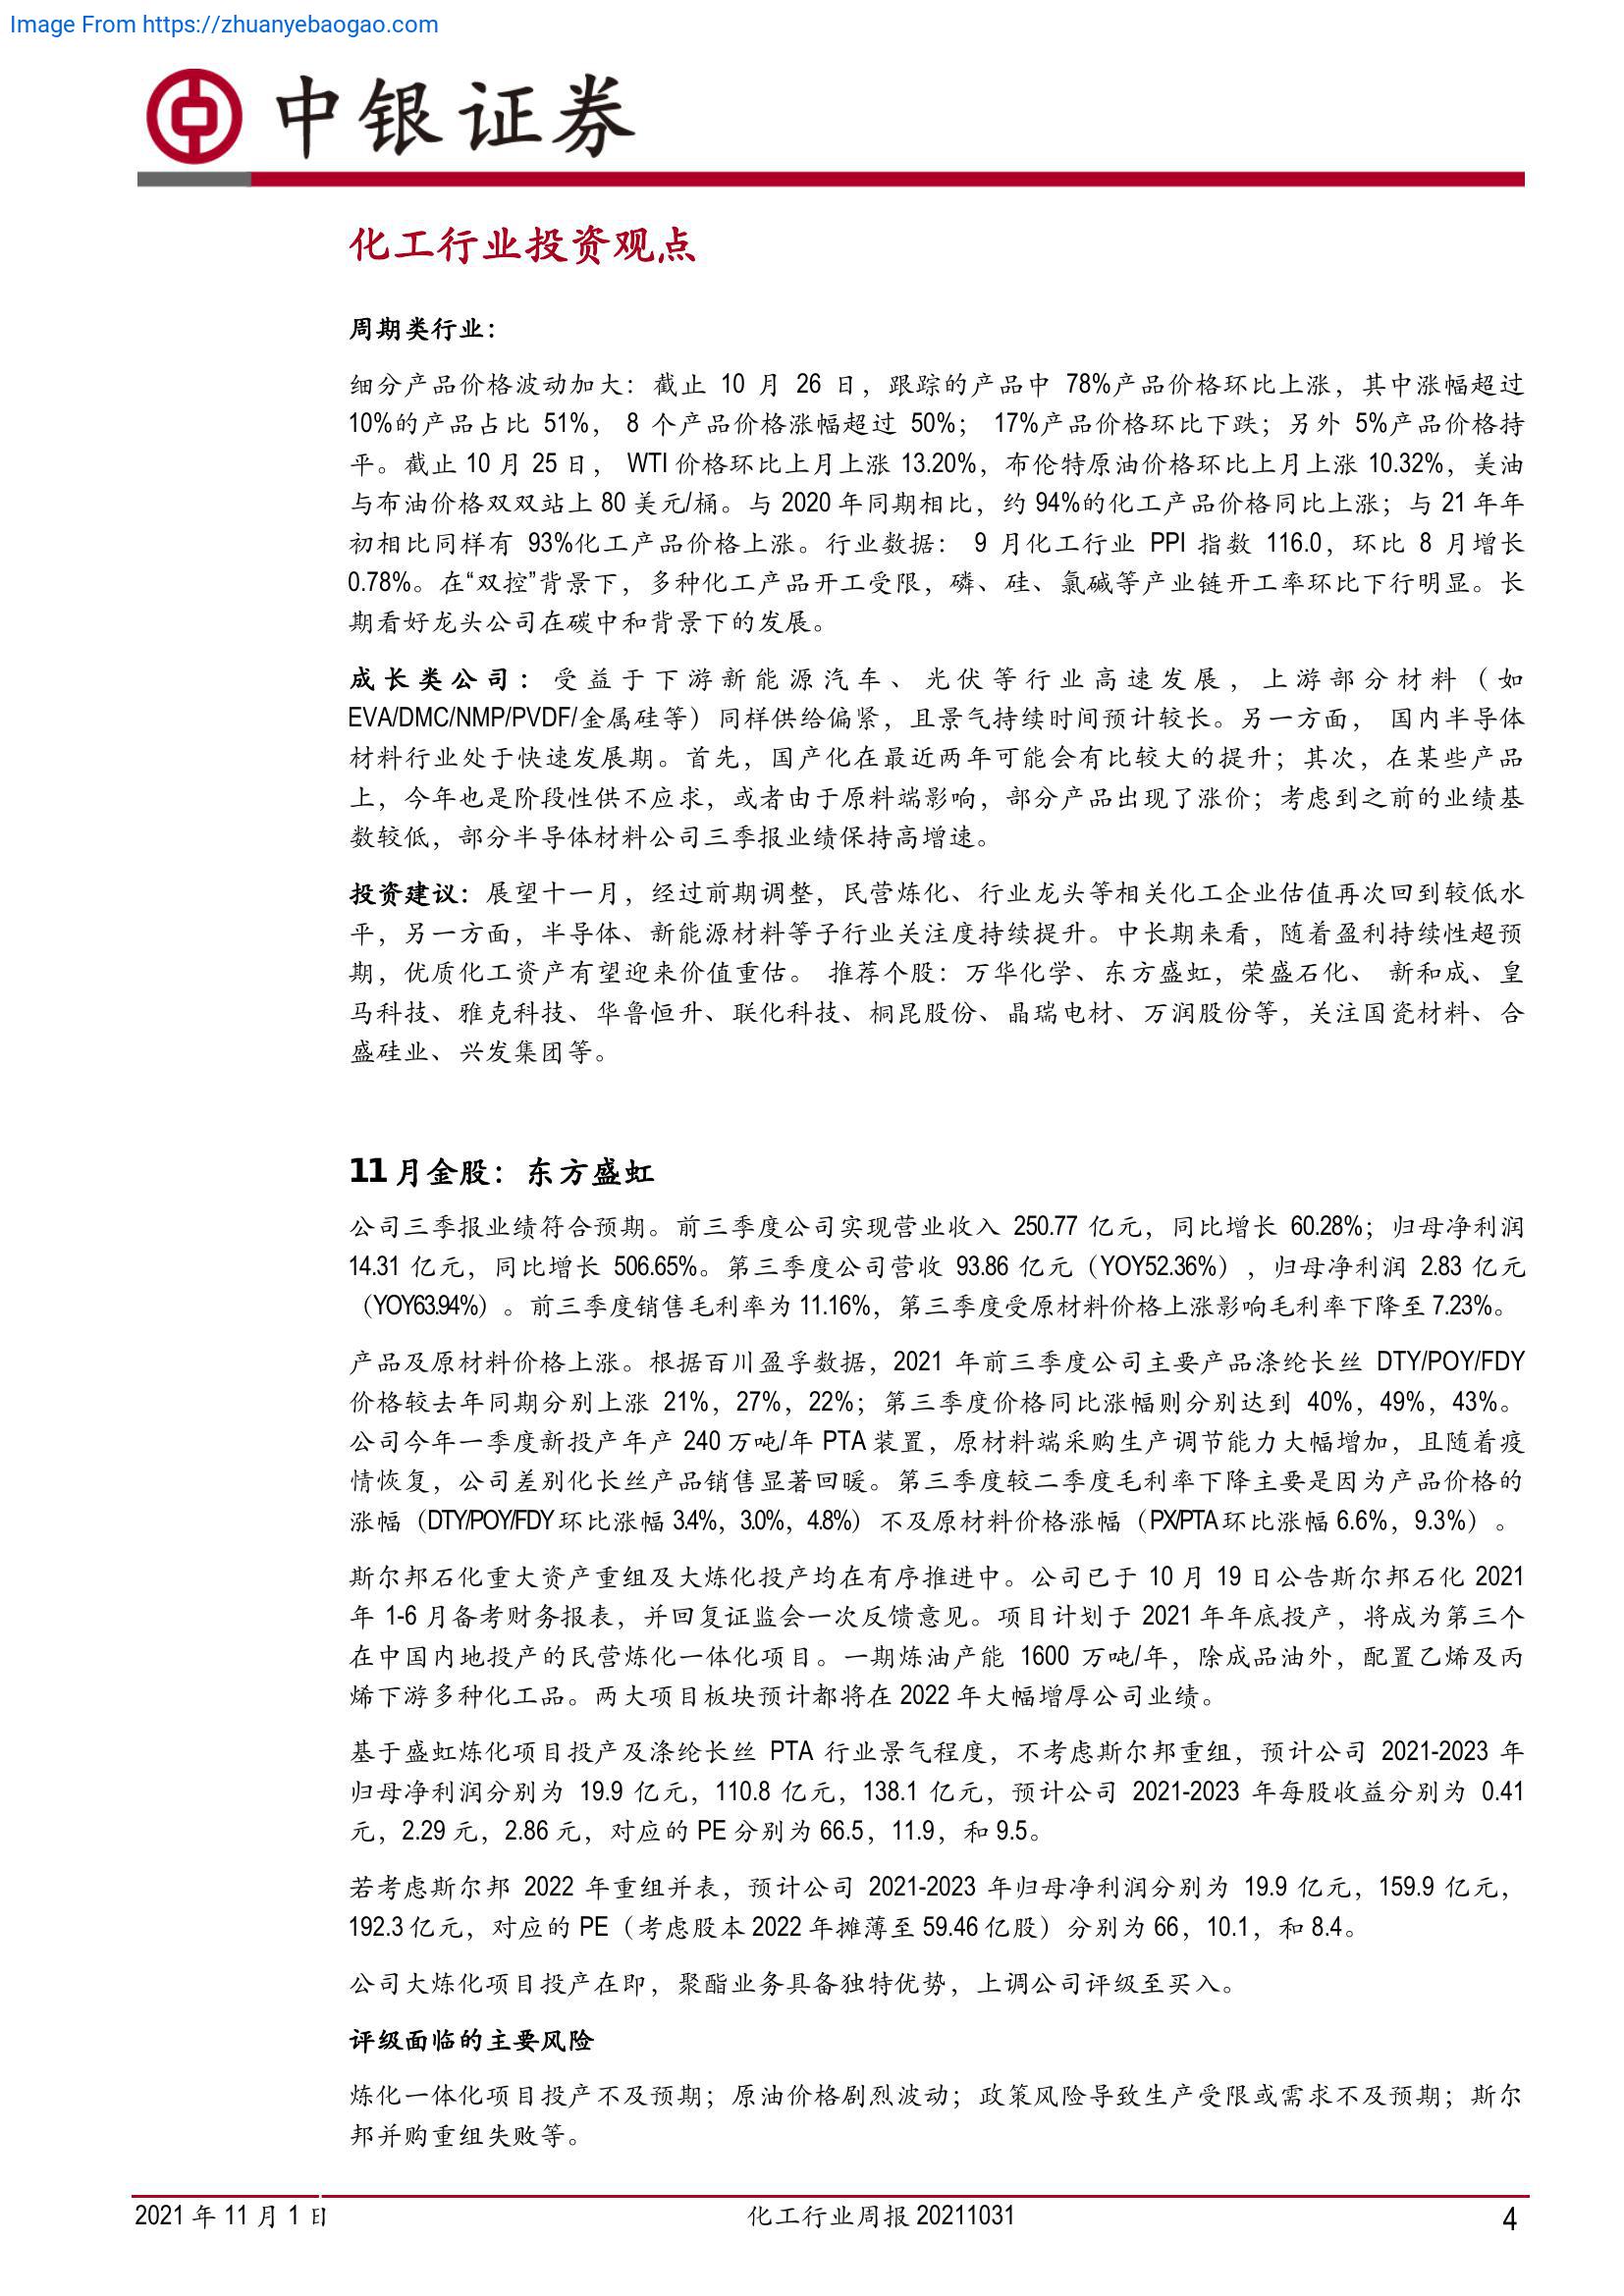 Image From https://zhuanyebaogao.com
中银证券
化工行业投资观点
周期类行业：
细分产品价格波动加大：截止 10 月 26 日，跟踪的产品中 78%产品价格环比上涨，其中涨幅超过
10%的产品占比 51%， 8 个产品价格涨幅超过 50%； 17%产品价格环比下跌；另外 5%产品价格持
平。截止 10 月 25 日， WTI 价格环比上月上涨 13.20%，布伦特原油价格环比上月上涨 10.32%，美油
与布油价格双双站上 80 美元/桶。与 2020 年同期相比，约 94%的化工产品价格同比上涨；与 21 年年
初相比同样有 93%化工产品价格上涨。行业数据： 9 月化工行业 PPI 指数 116.0，环比 8 月增长
0.78%。在“双控”背景下，多种化工产品开工受限，磷、硅、氯碱等产业链开工率环比下行明显。长
期看好龙头公司在碳中和背景下的发展。
成长类公司：受益于下游新能源汽车、光伏等行业高速发展，上游部分材料（如
EVA/DMC/NMP/PVDF/金属硅等）同样供给偏紧，且景气持续时间预计较长。另一方面， 国内半导体
材料行业处于快速发展期。首先，国产化在最近两年可能会有比较大的提升；其次，在某些产品
上，今年也是阶段性供不应求，或者由于原料端影响，部分产品出现了涨价；考虑到之前的业绩基
数较低，部分半导体材料公司三季报业绩保持高增速。
投资建议：展望十一月，经过前期调整，民营炼化、行业龙头等相关化工企业估值再次回到较低水
平，另一方面，半导体、新能源材料等子行业关注度持续提升。中长期来看，随着盈利持续性超预
期，优质化工资产有望迎来价值重估。 推荐个股：万华化学、东方盛虹，荣盛石化、 新和成、皇
马科技、雅克科技、华鲁恒升、联化科技、桐昆股份、晶瑞电材、万润股份等，关注国瓷材料、合
盛硅业、兴发集团等。
11 月金股：东方盛虹
公司三季报业绩符合预期。前三季度公司实现营业收入 250.77 亿元，同比增长 60.28%；归母净利润
14.31 亿元，同比增长 506.65%。第三季度公司营收 93.86 亿元（YOY52.36%），归母净利润 2.83 亿元
（YOY63.94%）。前三季度销售毛利率为 11.16%，第三季度受原材料价格上涨影响毛利率下降至 7.23%。
产品及原材料价格上涨。根据百川盈孚数据，2021 年前三季度公司主要产品涤纶长丝 DTY/POY/FDY
价格较去年同期分别上涨 21%，27%，22%；第三季度价格同比涨幅则分别达到 40%，49%，43%。
公司今年一季度新投产年产 240 万吨/年 PTA 装置，原材料端采购生产调节能力大幅增加，且随着疫
情恢复，公司差别化长丝产品销售显著回暖。第三季度较二季度毛利率下降主要是因为产品价格的
涨幅（DTY/POY/FDY 环比涨幅 3.4%，3.0%，4.8%）不及原材料价格涨幅（PX/PTA 环比涨幅 6.6%，9.3%）。
斯尔邦石化重大资产重组及大炼化投产均在有序推进中。公司已于 10 月 19 日公告斯尔邦石化 2021
年 1-6 月备考财务报表，并回复证监会一次反馈意见。项目计划于 2021 年年底投产，将成为第三个
在中国内地投产的民营炼化一体化项目。一期炼油产能 1600 万吨/年，除成品油外，配置乙烯及丙
烯下游多种化工品。两大项目板块预计都将在 2022 年大幅增厚公司业绩。
基于盛虹炼化项目投产及涤纶长丝 PTA 行业景气程度，不考虑斯尔邦重组，预计公司 2021-2023 年
归母净利润分别为 19.9 亿元，110.8 亿元，138.1 亿元，预计公司 2021-2023 年每股收益分别为 0.41
元，2.29 元，2.86 元，对应的 PE 分别为 66.5，11.9，和 9.5。
若考虑斯尔邦 2022 年重组并表，预计公司 2021-2023 年归母净利润分别为 19.9 亿元，159.9 亿元，
192.3 亿元，对应的 PE（考虑股本 2022 年摊薄至 59.46 亿股）分别为 66，10.1，和 8.4。
公司大炼化项目投产在即，聚酯业务具备独特优势，上调公司评级至买入。
评级面临的主要风险
炼化一体化项目投产不及预期；原油价格剧烈波动；政策风险导致生产受限或需求不及预期；斯尔
邦并购重组失败等。
2021 年 11 月 1 日 化工行业周报 20211031 4